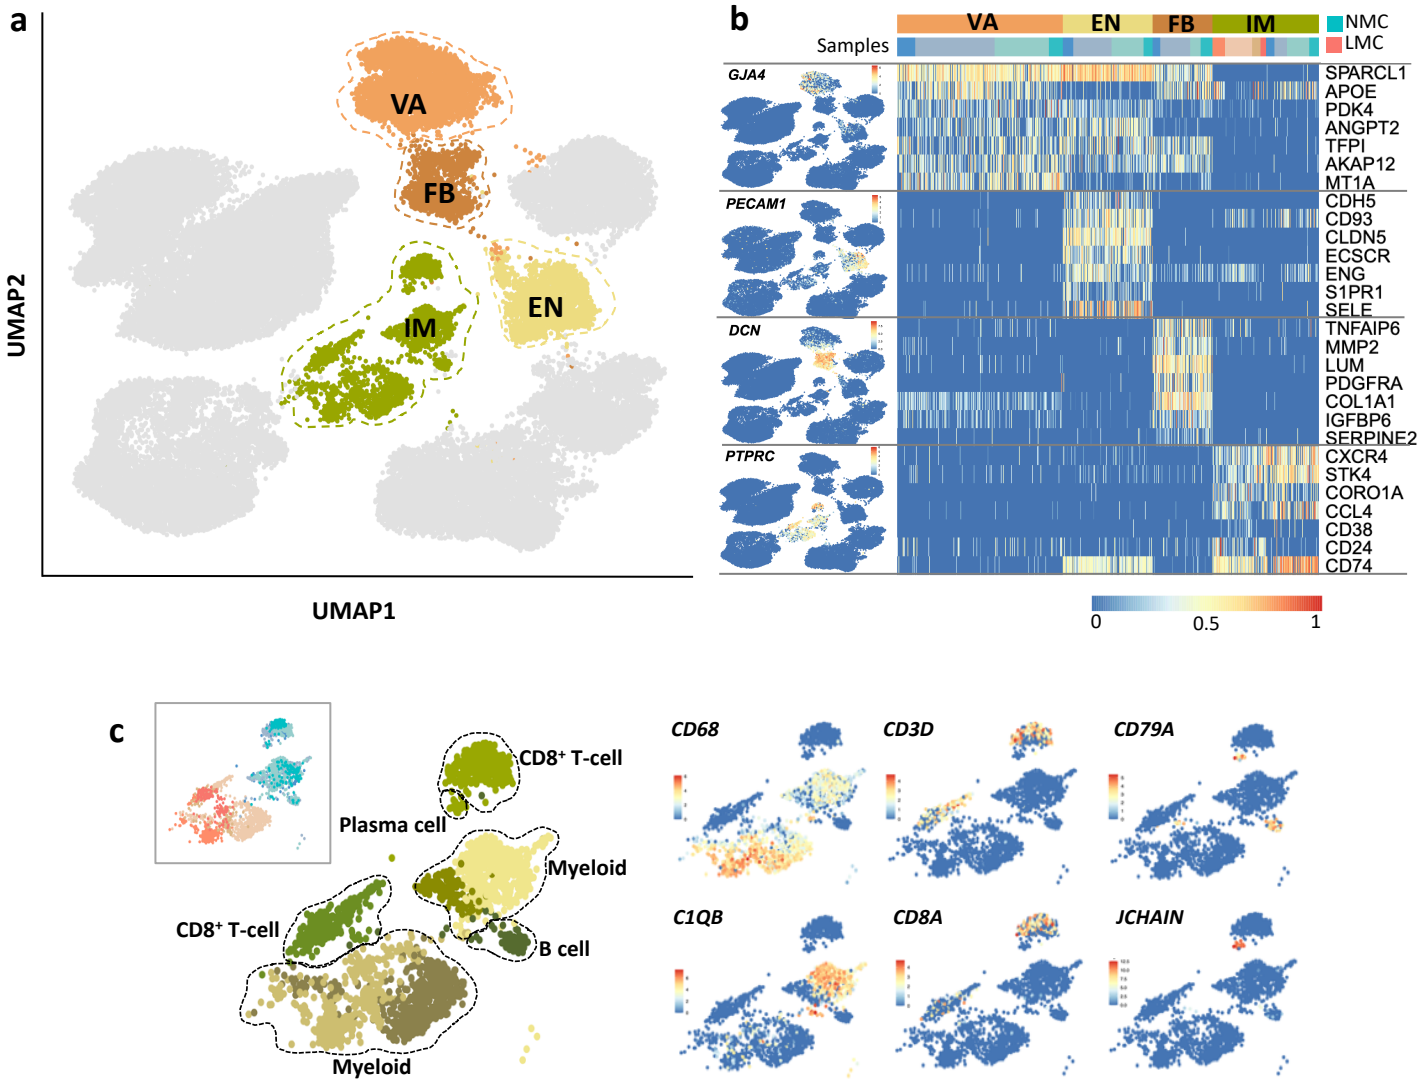 a
VA
FB
IM
EN
UMAP2
UMAP1
b
VA EN FB IM
NMC
LMC
Samples
GJA4
PECAM1
DCN
PTPRC
SPARCL1
APOE
PDK4
ANGPT2
TFPI
AKAP12
MT1A
CDH5
CD93
CLDN5
ECSCR
ENG
S1PR1
SELE
TNFAIP6
MMP2
LUM
PDGFRA
COL1A1
IGFBP6
SERPINE2
CXCR4
STK4
CORO1A
CCL4
CD38
CD24
CD74
0 0.5 1
c
CD8+ T-cell
Plasma cell
Myeloid
CD8+ T-cell
B cell
Myeloid
CD68 CD3D CD79A
C1QB CD8A JCHAIN